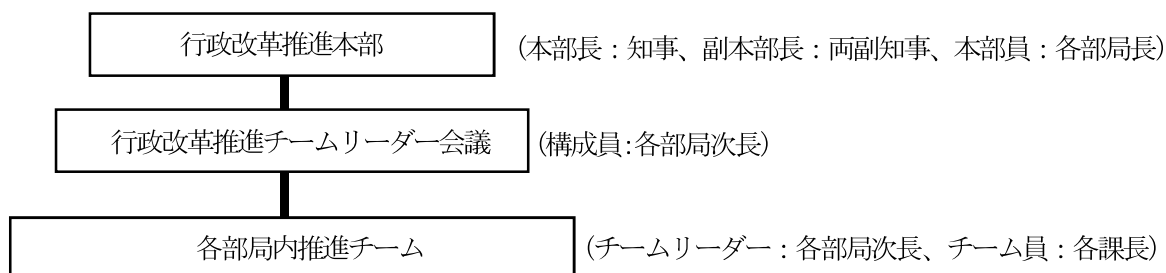 行政改革推進本部 (本部長：知事、副本部長：両副知事、本部員：各部局長)
行政改革推進チームリーダー会議 (構成員：各部局次長)
各部局内推進チーム (チームリーダー：各部局次長、チーム員：各課長)